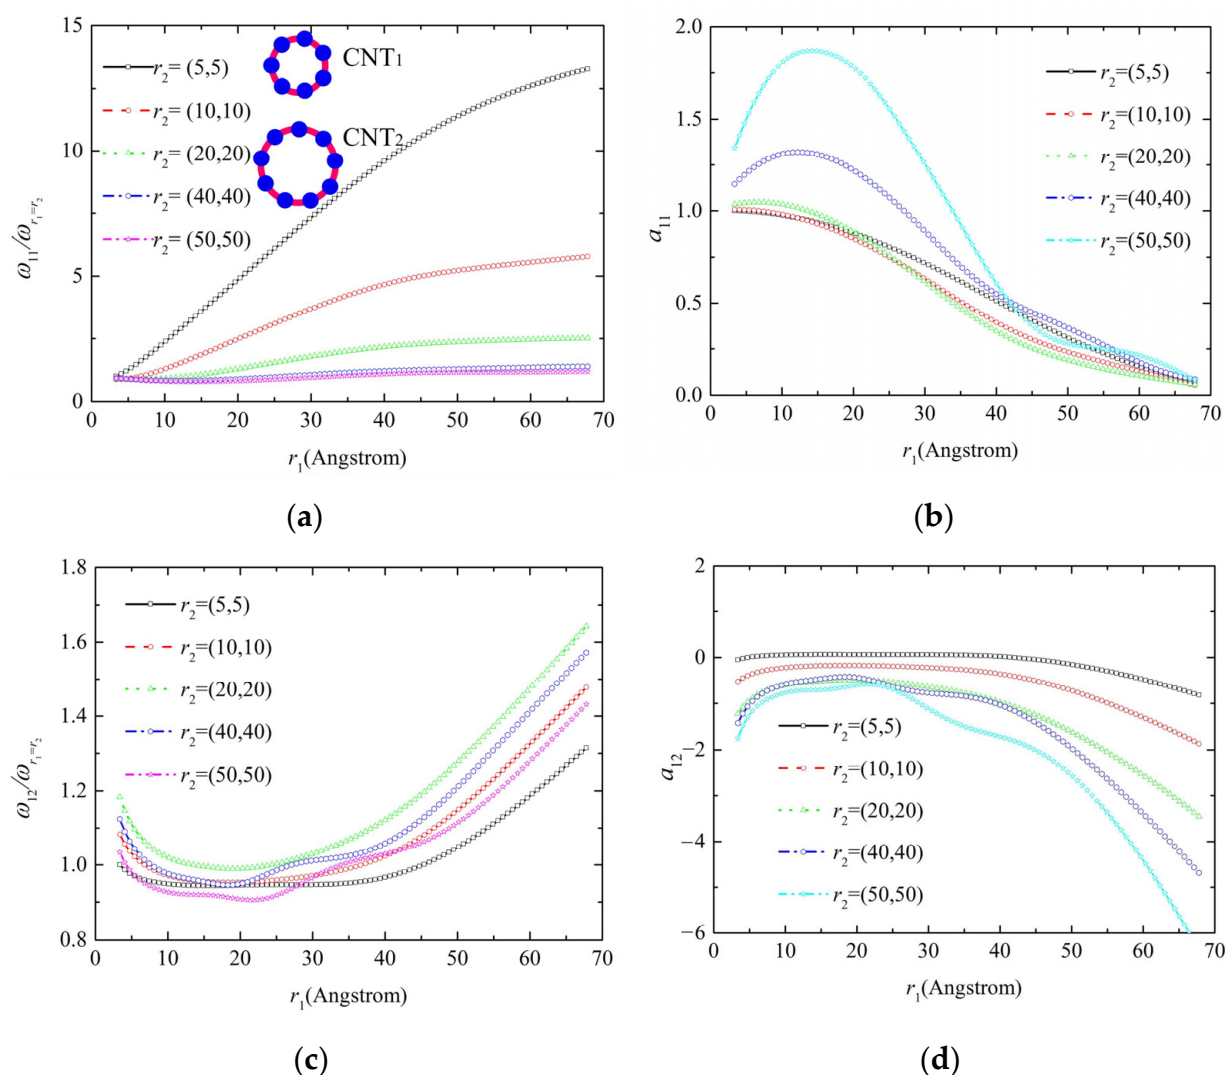 15
10
5
0
0 10 20 30 40 50 60 70
ω11/ωr1=r2
r1(Angstrom)
r2= (5,5)
r2= (10,10)
r2= (20,20)
r2= (40,40)
r2= (50,50)
CNT1
CNT2
(a)
2.0
1.5
1.0
0.5
0.0
0 10 20 30 40 50 60 70
a11
r1(Angstrom)
r2=(5,5)
r2=(10,10)
r2=(20,20)
r2=(40,40)
r2=(50,50)
(b)
1.8
1.6
1.4
1.2
1.0
0.8
0 10 20 30 40 50 60 70
ω12/ωr1=r2
r1(Angstrom)
r2=(5,5)
r2=(10,10)
r2=(20,20)
r2=(40,40)
r2=(50,50)
(c)
2
0
−2
−4
−6
0 10 20 30 40 50 60 70
a12
r1(Angstrom)
r2=(5,5)
r2=(10,10)
r2=(20,20)
r2=(40,40)
r2=(50,50)
(d)